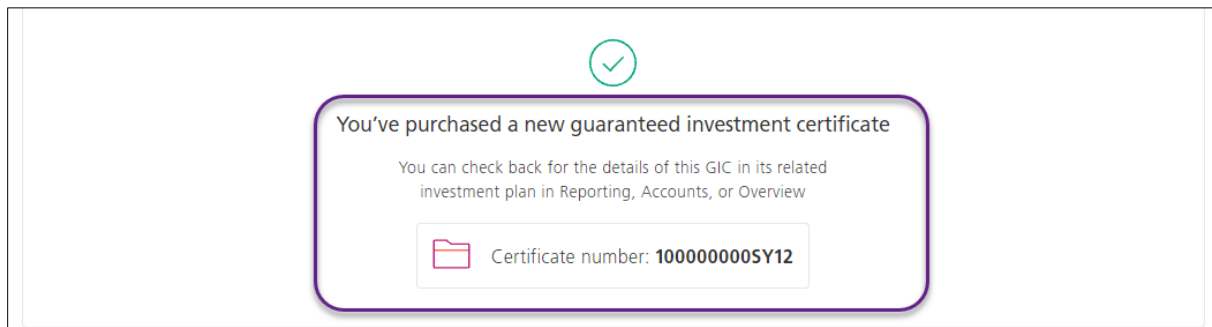 You've purchased a new guaranteed investment certificate
You can check back for the details of this GIC in its related
investment plan in Reporting, Accounts, or Overview
Certificate number: 100000000SY12